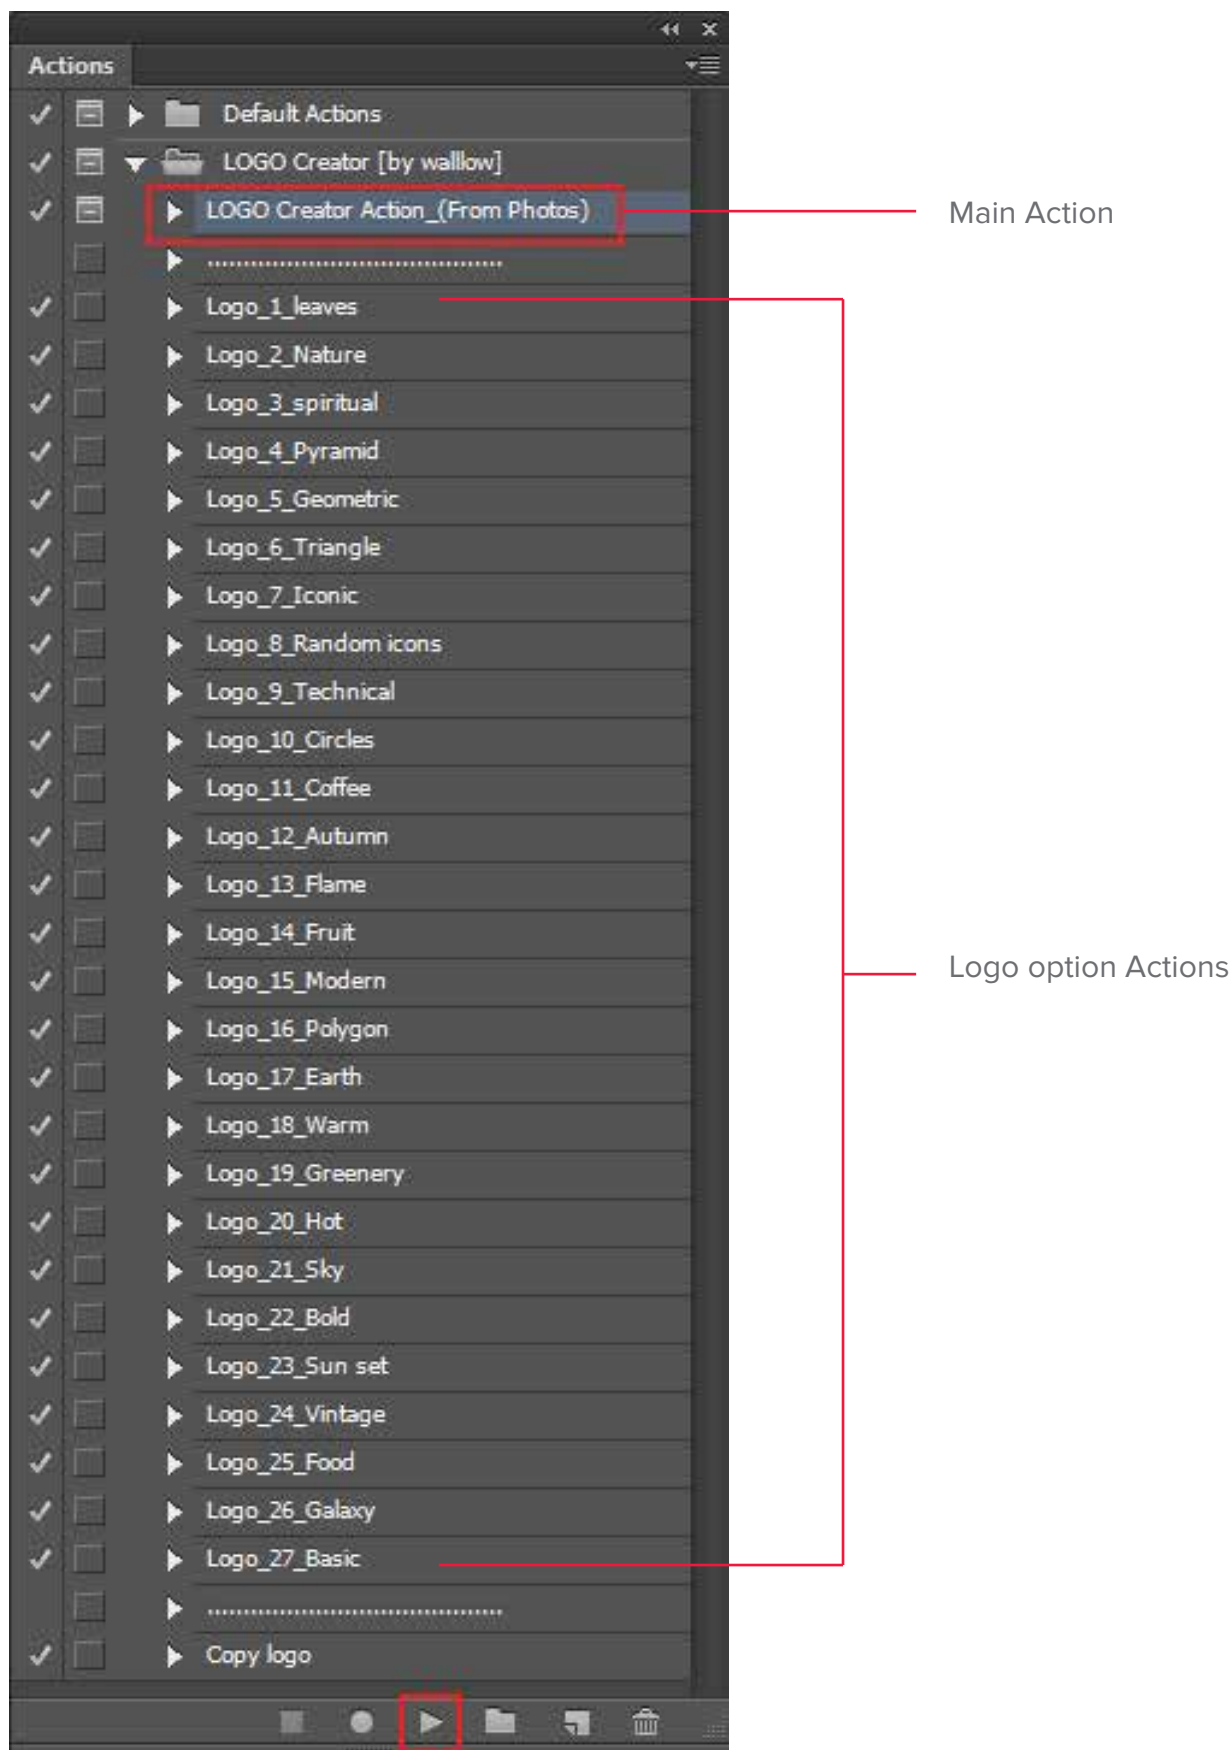 Actions
Default Actions
LOGO Creator [by walllow]
LOGO Creator Action_(From Photos)
Main Action
.........................................
Logo_1_leaves
Logo_2_Nature
Logo_3_spiritual
Logo_4_Pyramid
Logo_5_Geometric
Logo_6_Triangle
Logo_7_Iconic
Logo_8_Random icons
Logo_9_Technical
Logo_10_Circles
Logo_11_Coffee
Logo_12_Autumn
Logo_13_Flame
Logo_14_Fruit
Logo_15_Modern
Logo option Actions
Logo_16_Polygon
Logo_17_Earth
Logo_18_Warm
Logo_19_Greenery
Logo_20_Hot
Logo_21_Sky
Logo_22_Bold
Logo_23_Sun set
Logo_24_Vintage
Logo_25_Food
Logo_26_Galaxy
Logo_27_Basic
.........................................
Copy logo